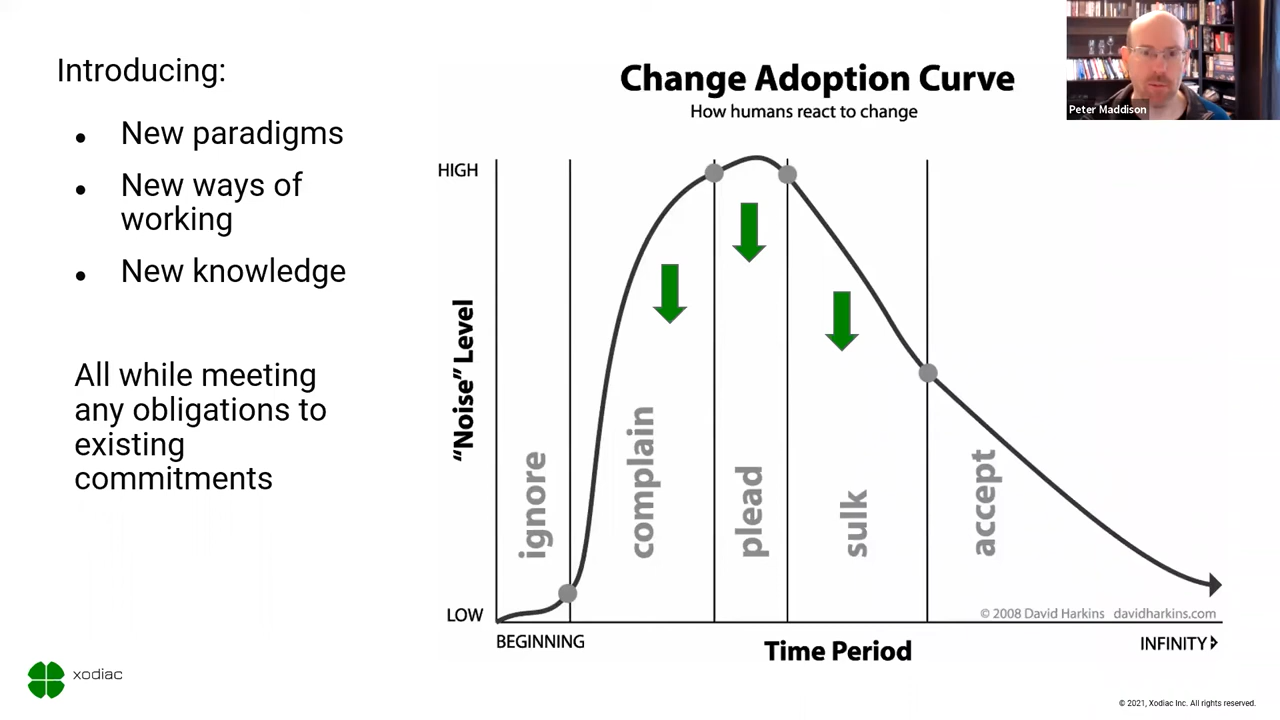 Introducing:
● New paradigms
● New ways of
working
● New knowledge
All while meeting
any obligations to
existing
commitments
xodiac
Change Adoption Curve
How humans react to change
HIGH
"Noise" Level
LOW
ignore
complain
plead
sulk
accept
© 2008 David Harkins davidharkins.com
BEGINNING
Time Period
INFINITY
Peter Maddison
© 2021, Xodiac Inc. All rights reserved.